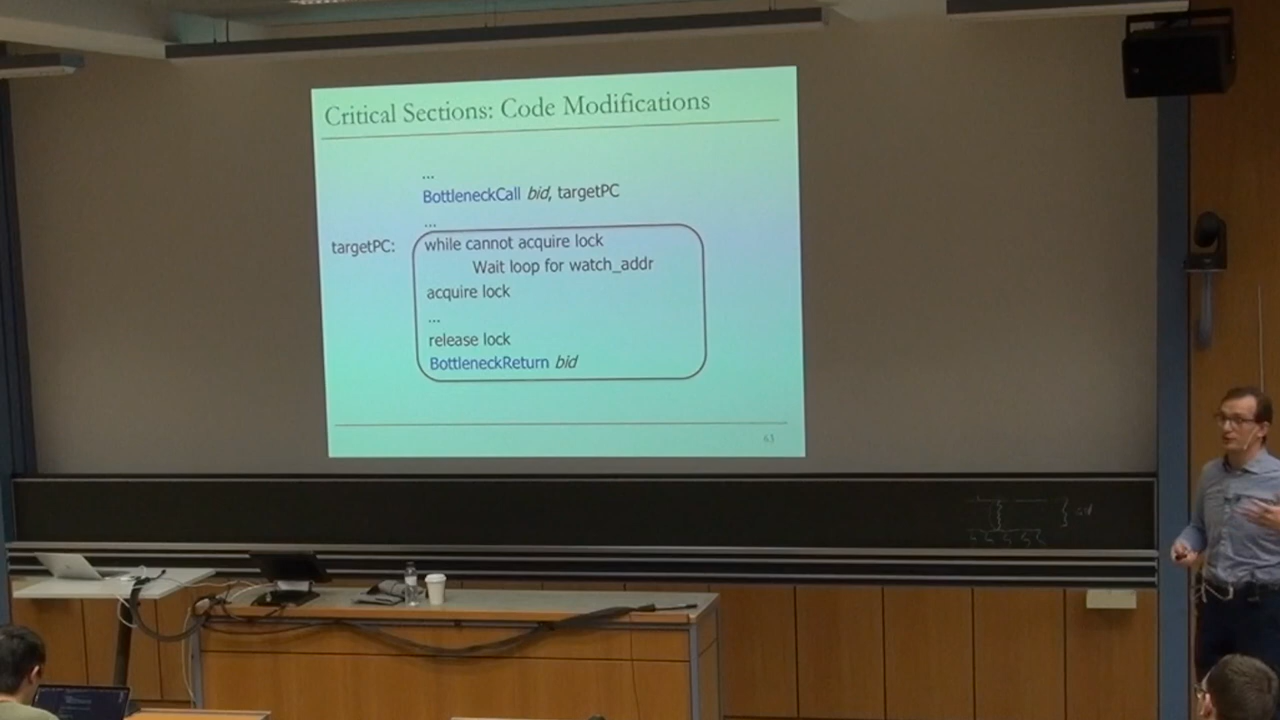 Critical Sections: Code Modifications
...
BottleneckCall bid, targetPC
...
targetPC: while cannot acquire lock
Wait loop for watch_addr
acquire lock
...
release lock
BottleneckReturn bid
63